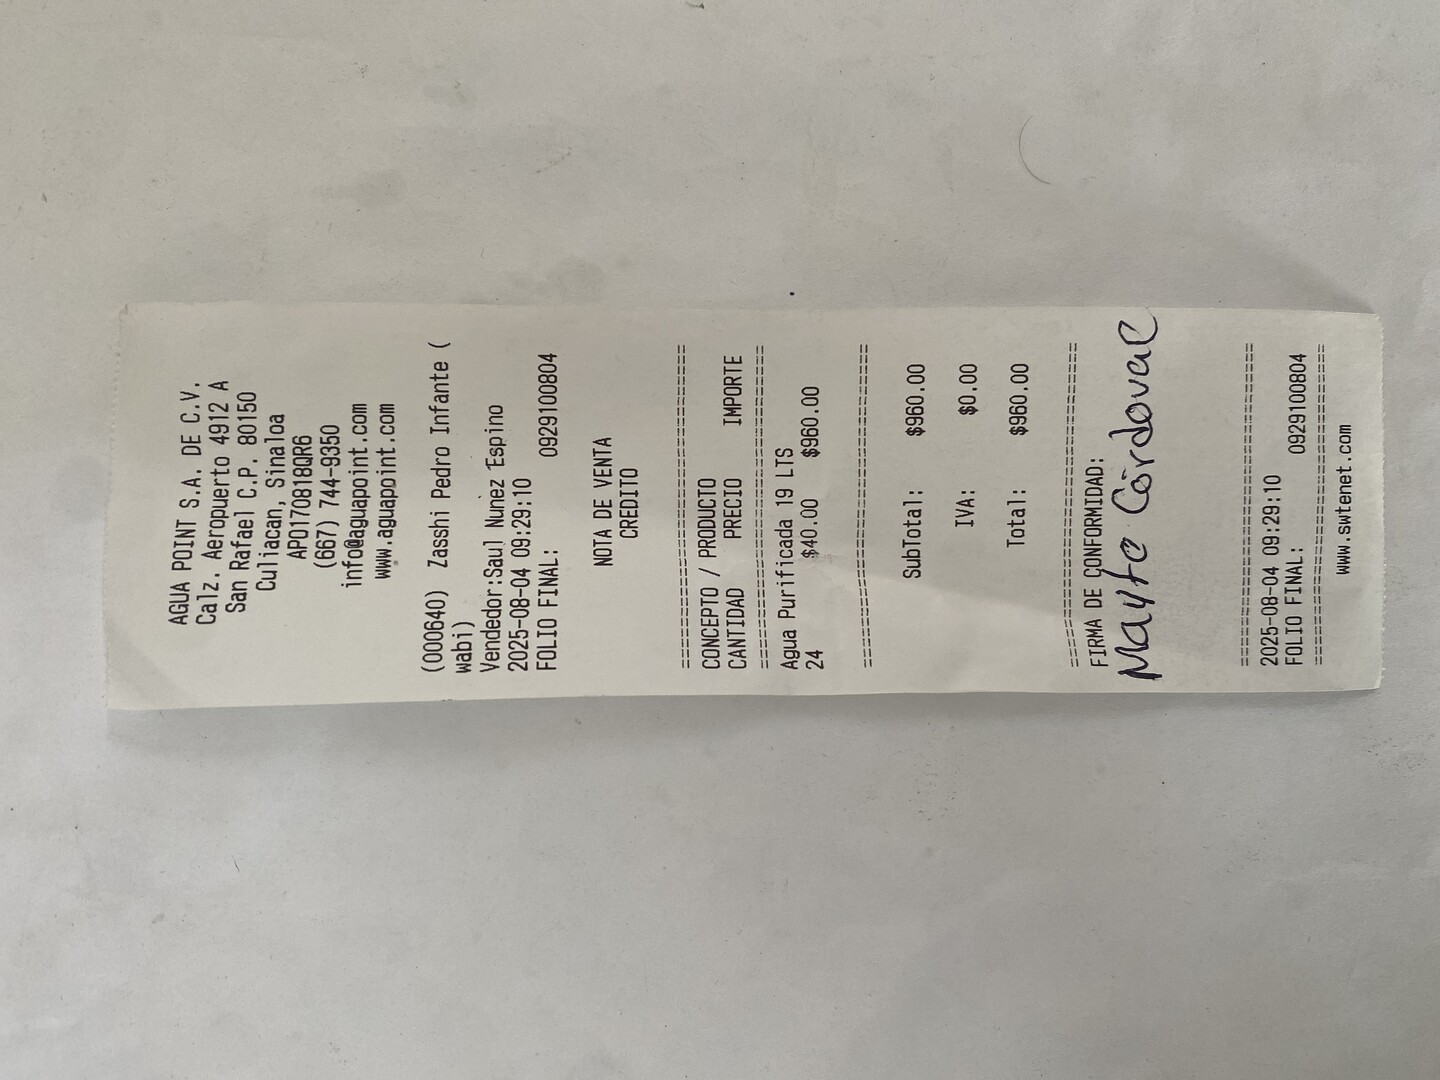 AGUA POINT S.A. DE C.V.
Calz. Aeropuerto 4912 A
San Rafael C.P. 80150
Culiacan, Sinaloa
APO170818QR6
(667) 744-9350
info@aguapoint.com
www.aguapoint.com
(000640) Zasshi Pedro Infante (
wabi)
Vendedor:Saul Nunez Espino
2025-08-04 09:29:10
FOLIO FINAL: 0929100804
NOTA DE VENTA
CREDITO
==============================
CONCEPTO / PRODUCTO
CANTIDAD PRECIO IMPORTE
==============================
Agua Purificada 19 LTS
24 $40.00 $960.00
==============================
SubTotal: $960.00
IVA: $0.00
Total: $960.00
==============================
FIRMA DE CONFORMIDAD:
Mayte Cordova
==============================
2025-08-04 09:29:10
FOLIO FINAL: 0929100804
==============================
www.swtenet.com